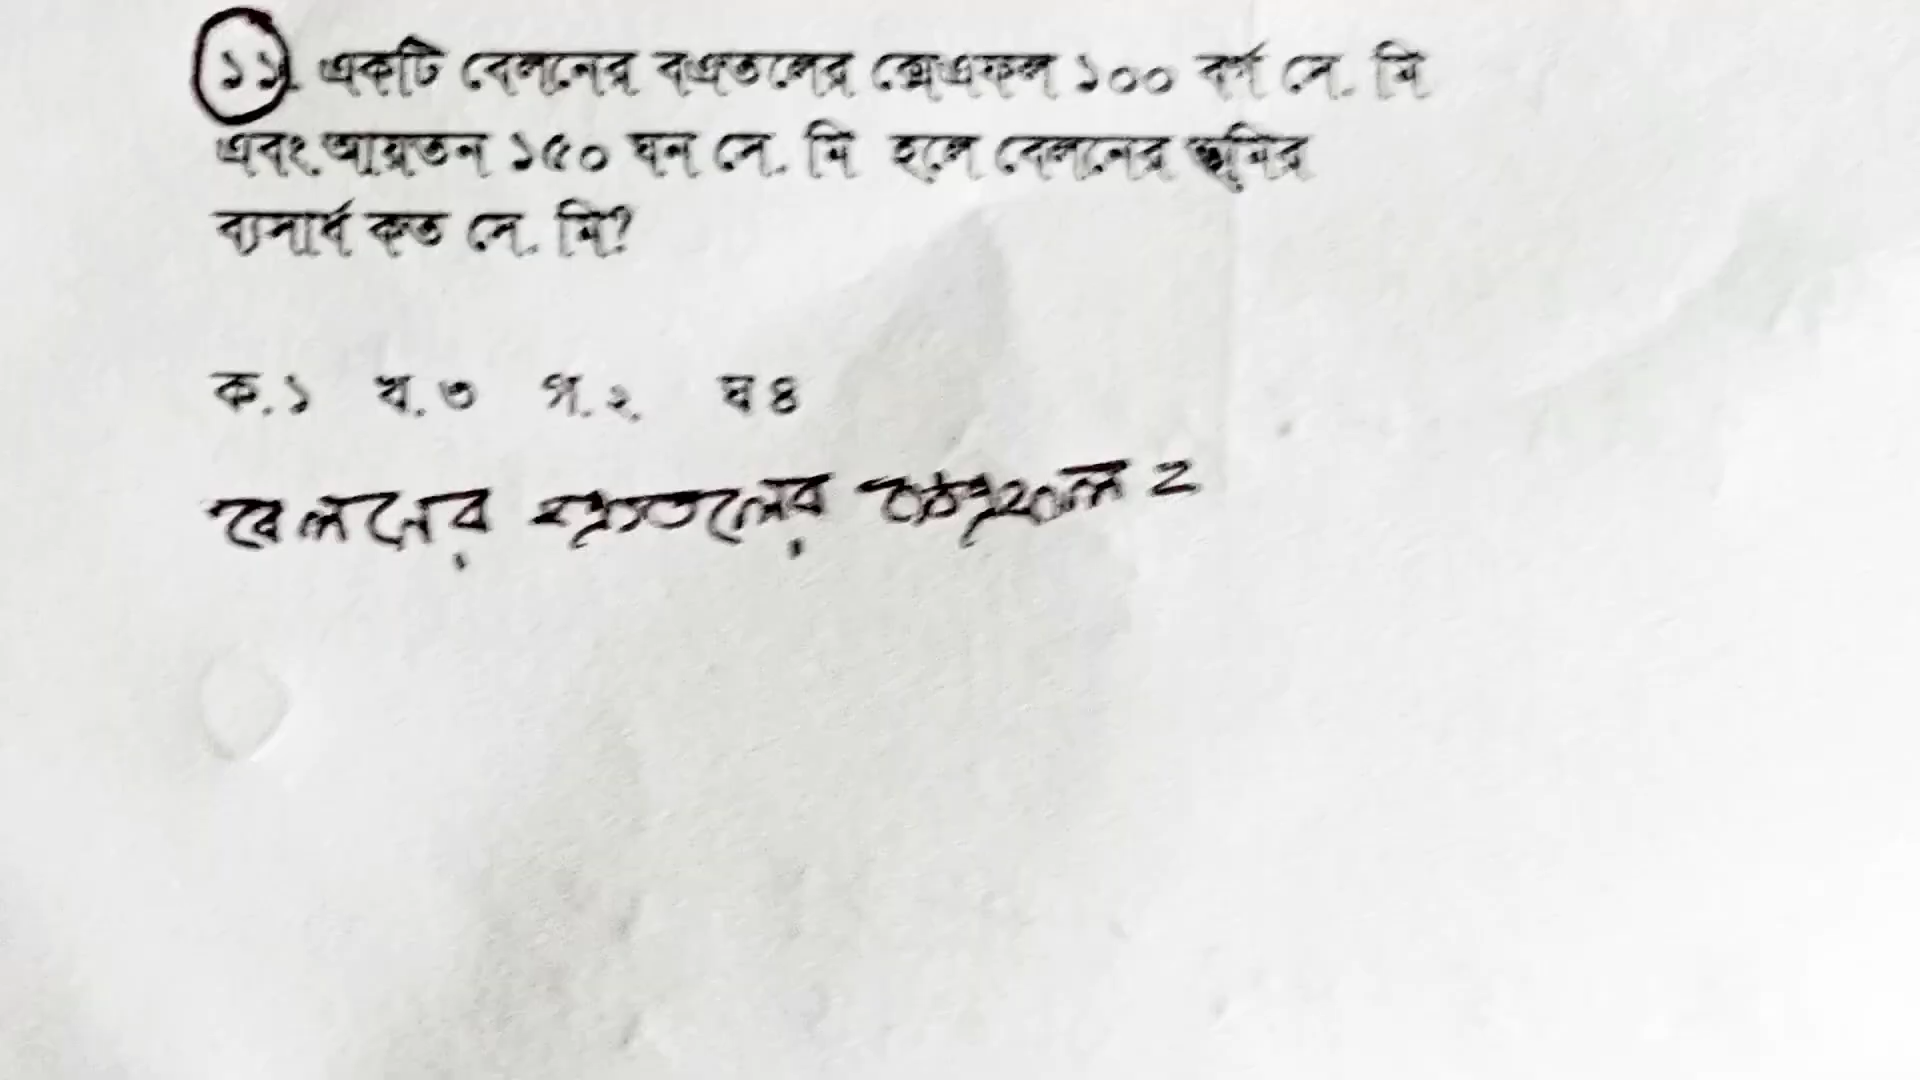 ১১. একটি বেলনের বক্রতলের ক্ষেত্রফল ১০০ বর্গ সে. মি
এবং আয়তন ১৫০ ঘন সে. মি হলে বেলনের ভূমির
ব্যাসার্ধ কত সে. মি?
ক. ১ খ. ৩ গ. ২. ঘ ৪
বেলনের বক্রতলের ক্ষেত্রফল =